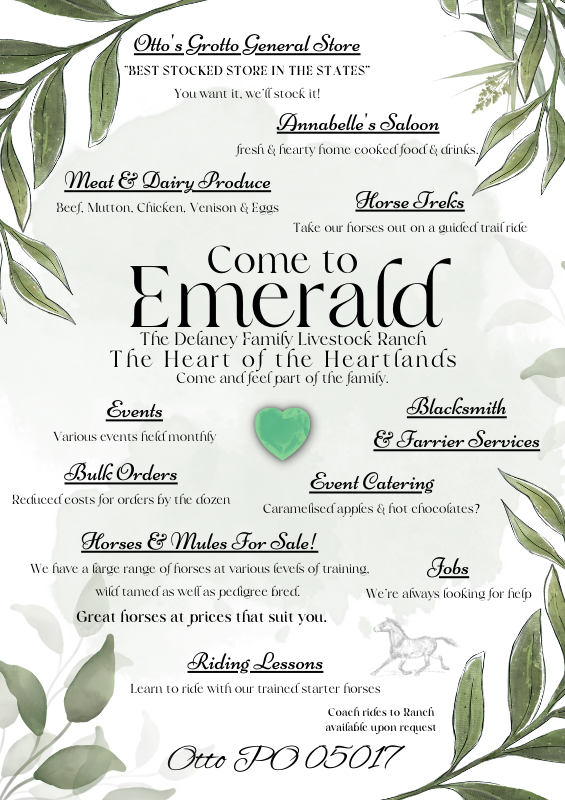 Otto's Grotto General Store
"BEST STOCKED STORE IN THE STATES"
You want it, we'll stock it!
Annabelle's Saloon
fresh & hearty home cooked food & drinks.
Meat & Dairy Produce
Beef, Mutton, Chicken, Venison & Eggs
Horse Treks
Take our horses out on a guided trail ride
Come to
Emerald
The Delaney Family Livestock Ranch
The Heart of the Heartlands
Come and feel part of the family.
Events
Various events held monthly
Blacksmith
& Farrier Services
Bulk Orders
Reduced costs for orders by the dozen
Event Catering
Caramelised apples & hot chocolates?
Horses & Mules For Sale!
We have a large range of horses at various levels of training,
wild tamed as well as pedigree bred.
Great horses at prices that suit you.
Jobs
We're always looking for help
Riding Lessons
Learn to ride with our trained starter horses
Coach rides to Ranch
available upon request
Otto PO 05017